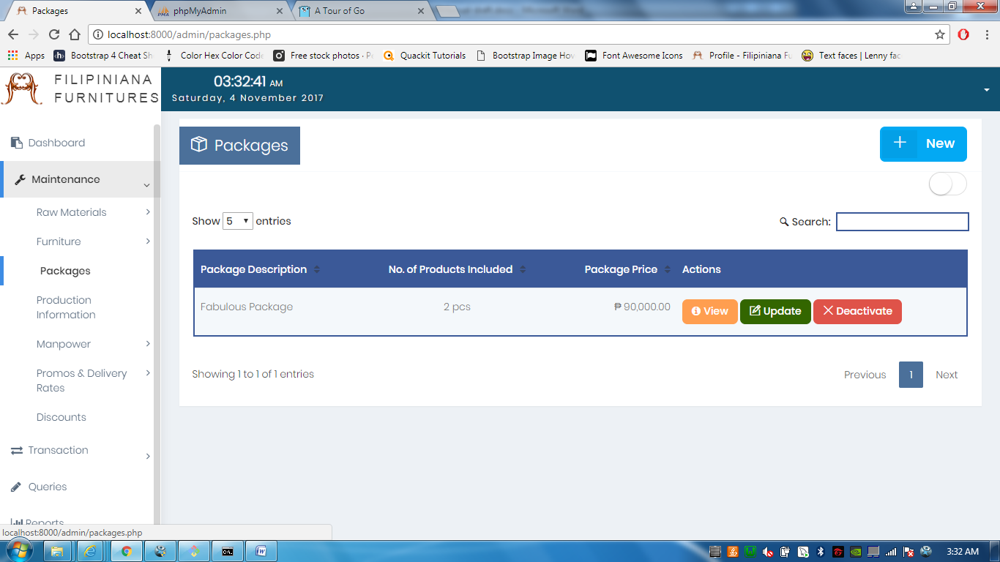 Packages
phpMyAdmin
A Tour of Go
localhost:8000/admin/packages.php
Apps
Bootstrap 4 Cheat Sh
Color Hex Color Code
Free stock photos · Pe
Quackit Tutorials
Bootstrap Image Hov
Font Awesome Icons
Profile - Filipiniana Fu
Text faces | Lenny fac
FILIPINIANA
FURNITURES
03:32:41 AM
Saturday, 4 November 2017
Dashboard
Maintenance
Raw Materials
Furniture
Packages
Production
Information
Manpower
Promos & Delivery
Rates
Discounts
Transaction
Queries
Reports
Packages
New
Show 5 entries
Search:
Package Description No. of Products Included Package Price Actions
Fabulous Package 2 pcs ₱ 90,000.00 View Update Deactivate
Showing 1 to 1 of 1 entries
Previous 1 Next
localhost:8000/admin/packages.php
3:32 AM